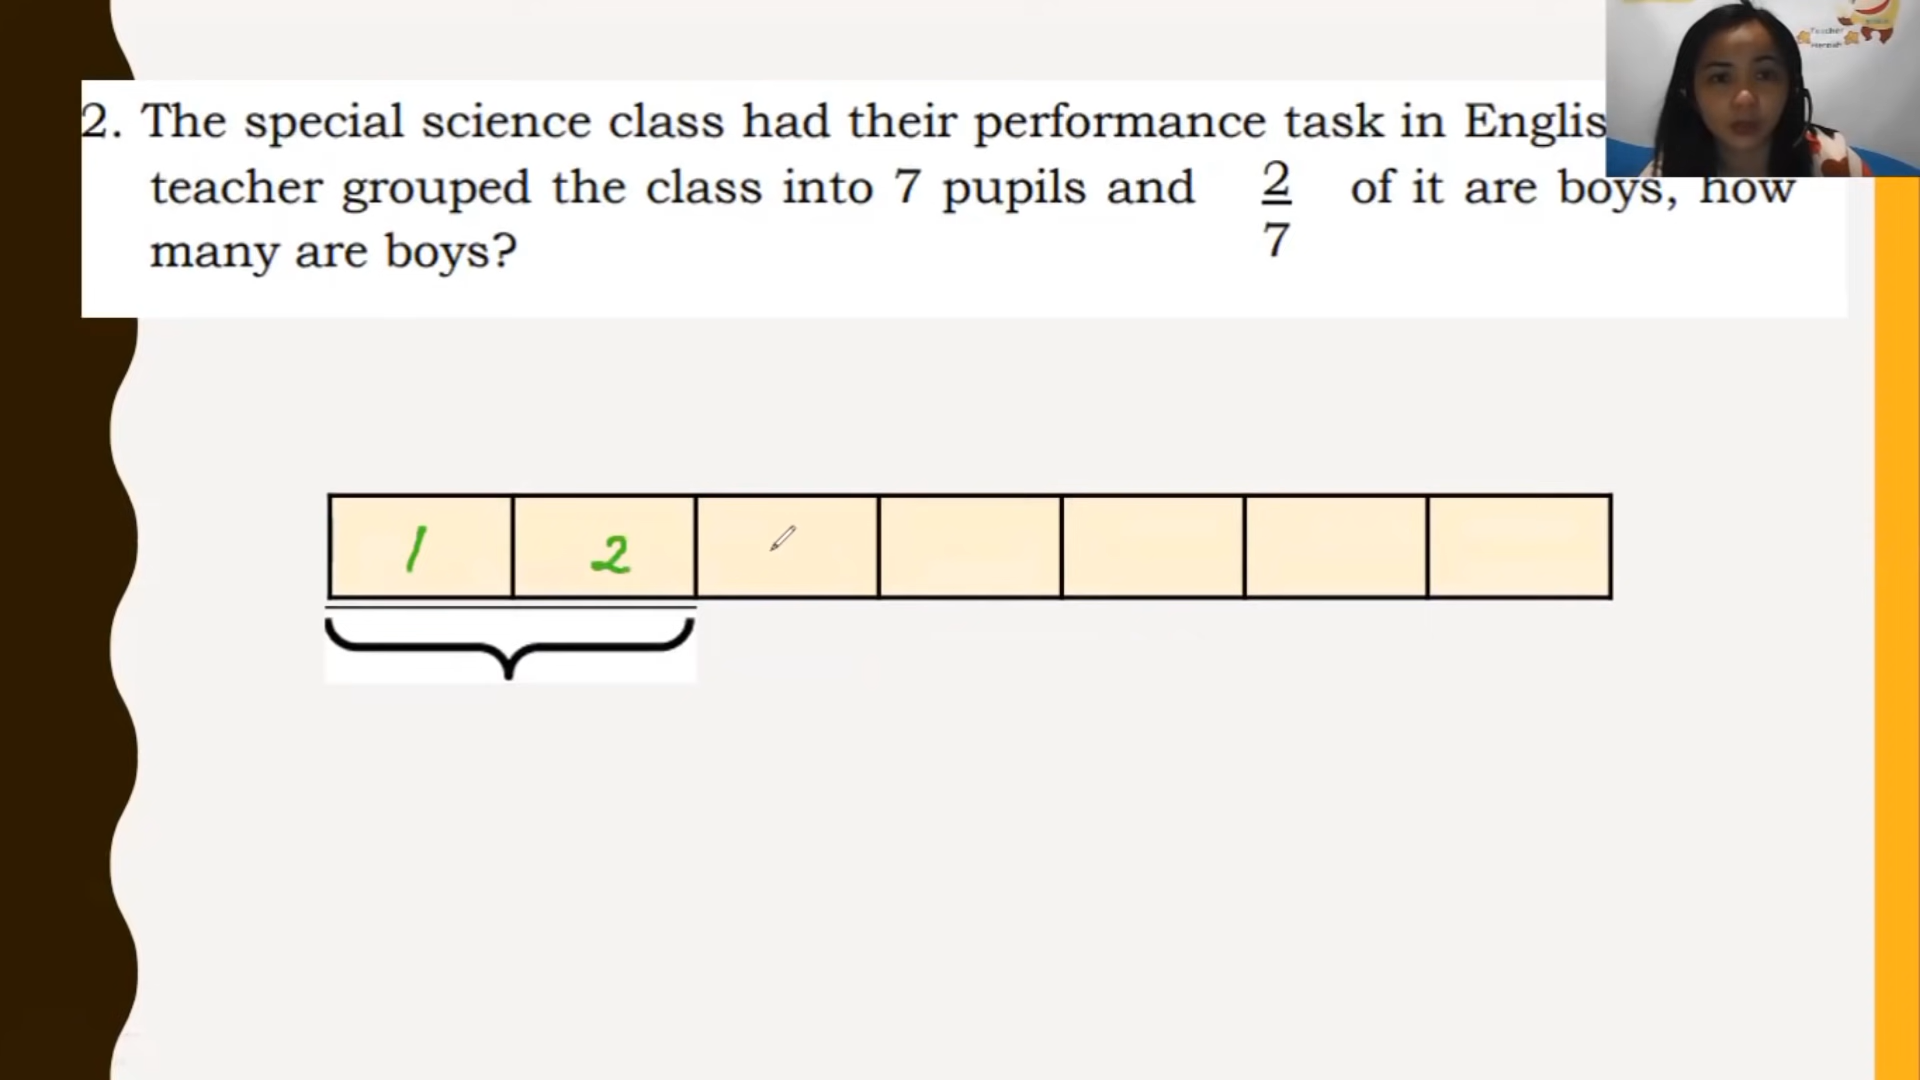 2. The special science class had their performance task in Englis
teacher grouped the class into 7 pupils and 2/7 of it are boys, how
many are boys?
1 2
Teacher